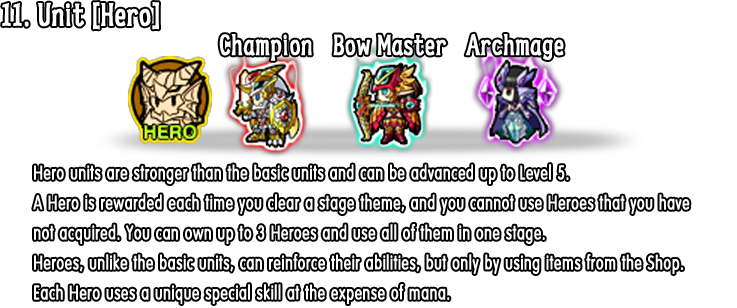 11. Unit [Hero]
Champion Bow Master Archmage
HERO
Hero units are stronger than the basic units and can be advanced up to Level 5.
A Hero is rewarded each time you clear a stage theme, and you cannot use Heroes that you have
not acquired. You can own up to 3 Heroes and use all of them in one stage.
Heroes, unlike the basic units, can reinforce their abilities, but only by using items from the Shop.
Each Hero uses a unique special skill at the expense of mana.